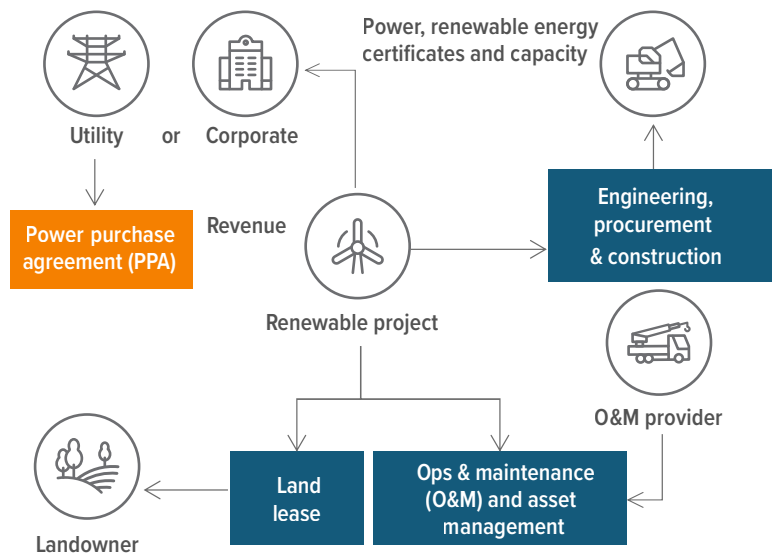 Power, renewable energy
certificates and capacity
Utility or Corporate
Power purchase
agreement (PPA)
Revenue
Engineering,
procurement
& construction
Renewable project
O&M provider
Land
lease
Ops & maintenance
(O&M) and asset
management
Landowner